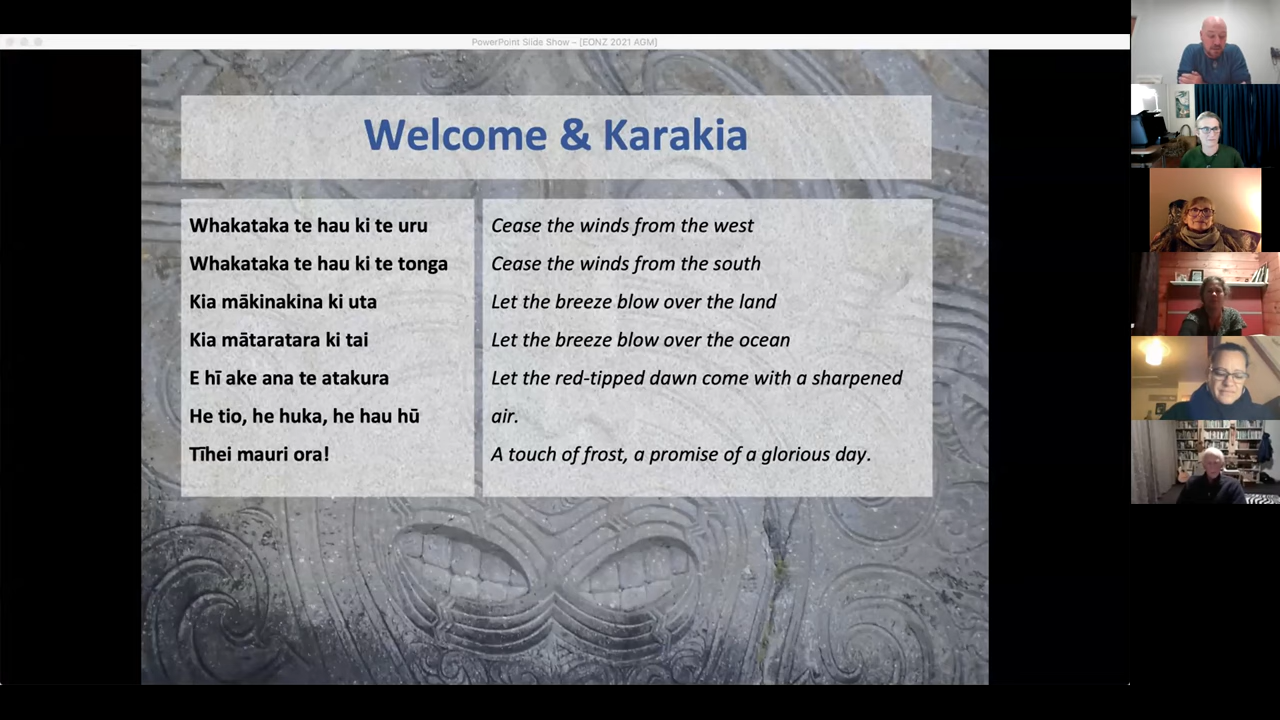 PowerPoint Slide Show – [EONZ 2021 AGM]
Welcome & Karakia
Whakataka te hau ki te uru
Whakataka te hau ki te tonga
Kia mākinakina ki uta
Kia mātaratara ki tai
E hī ake ana te atakura
He tio, he huka, he hau hū
Tīhei mauri ora!
Cease the winds from the west
Cease the winds from the south
Let the breeze blow over the land
Let the breeze blow over the ocean
Let the red-tipped dawn come with a sharpened
air.
A touch of frost, a promise of a glorious day.